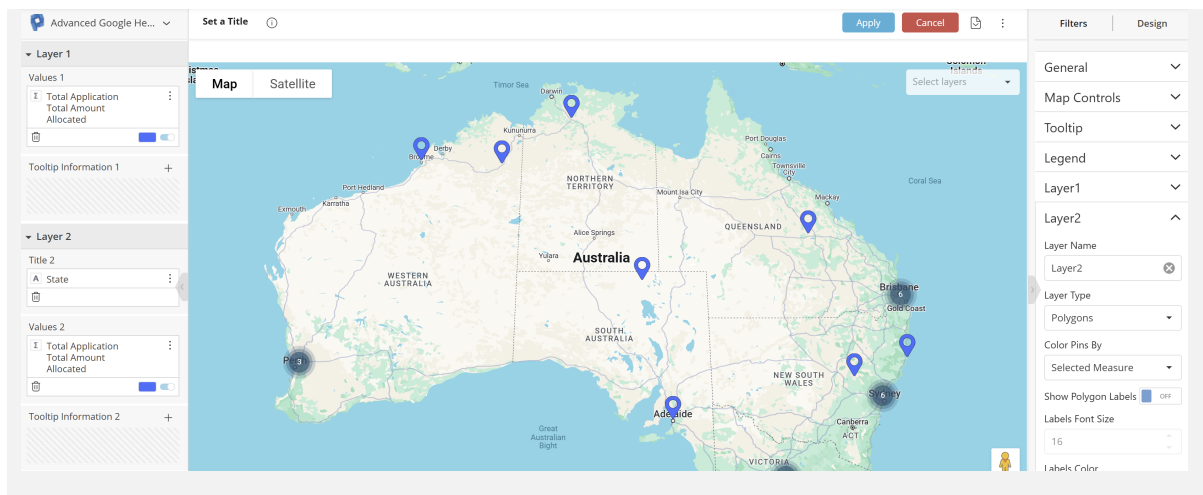 Advanced Google He...
Set a Title
Apply
Cancel
Filters
Design
Layer 1
Values 1
Total Application
Total Amount
Allocated
Tooltip Information 1
Layer 2
Title 2
A State
Values 2
Total Application
Total Amount
Allocated
Tooltip Information 2
Map
Satellite
Select layers
Timor Sea
Darwin
Kununurra
Derby
Broome
Port Hedland
Karratha
Exmouth
NORTHERN
TERRITORY
Port Douglas
Cairns
Townsville
City
Mount Isa City
Mackay
Coral Sea
QUEENSLAND
Alice Springs
Yulara
Australia
WESTERN
AUSTRALIA
SOUTH
AUSTRALIA
Brisbane
6
Gold Coast
3
NEW SOUTH
WALES
Sydney
6
Adelaide
Canberra
ACT
Great
Australian
Bight
VICTORIA
General
Map Controls
Tooltip
Legend
Layer1
Layer2
Layer Name
Layer2
Layer Type
Polygons
Color Pins By
Selected Measure
Show Polygon Labels
OFF
Labels Font Size
16
Labels Color